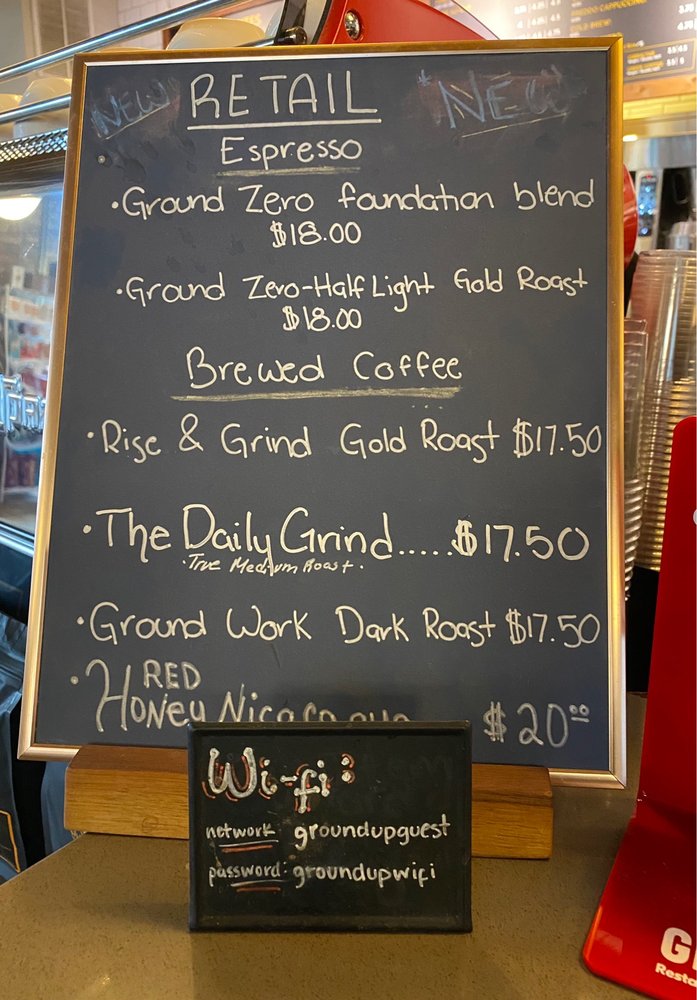 NEW RETAIL NEW
Espresso
·Ground Zero foundation blend
$18.00
·Ground Zero-Half Light Gold Roast
$18.00
Brewed Coffee
·Rise & Grind Gold Roast $17.50
·The Daily Grind.....$17.50
·True Medium Roast·
·Ground Work Dark Roast $17.50
·RED
Honey $20⁰⁰
Wi-fi:
network: groundupguest
password: groundupwifi